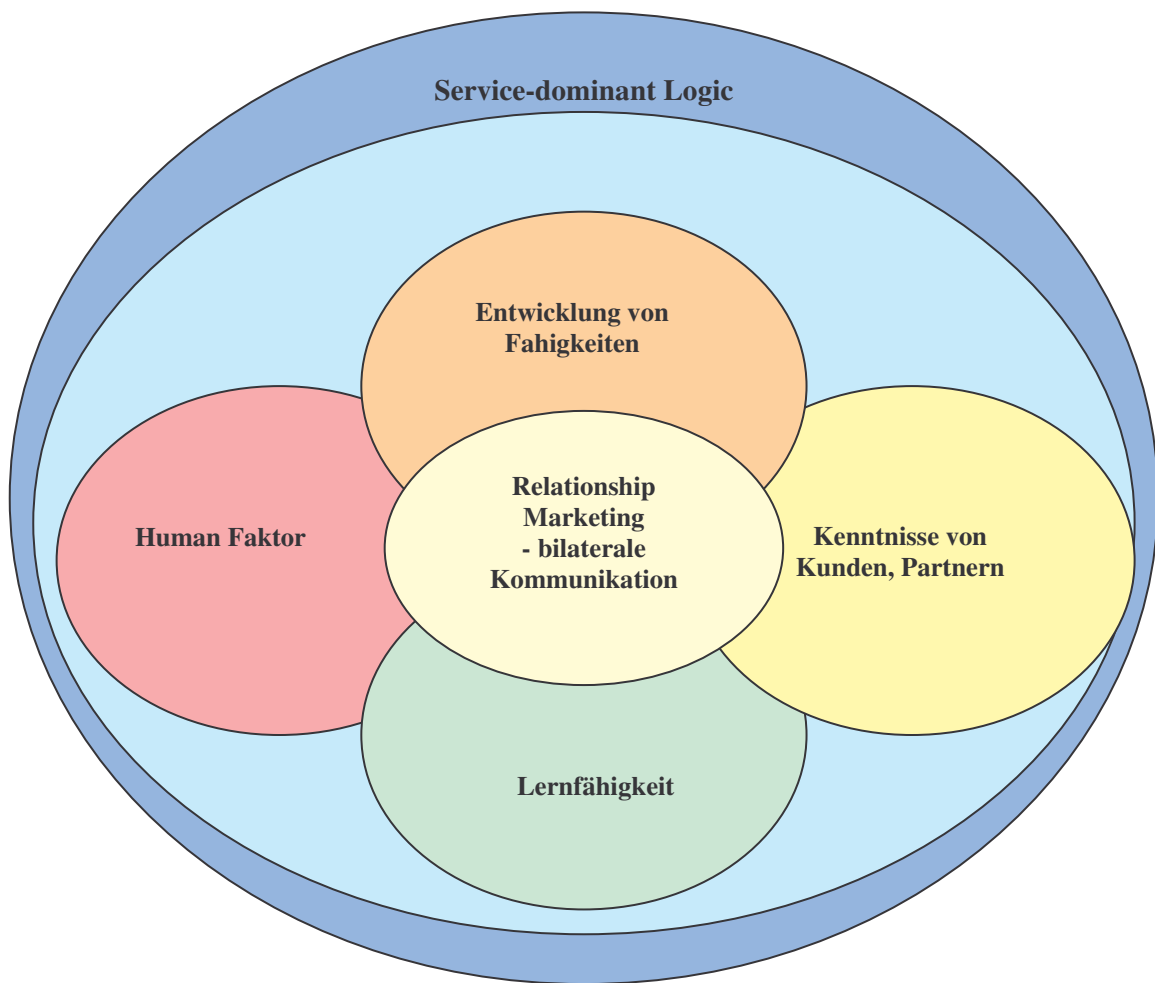 Service-dominant Logic
Entwicklung von
Fahigkeiten
Relationship
Marketing
- bilaterale
Kommunikation
Human Faktor
Kenntnisse von
Kunden, Partnern
Lernfähigkeit